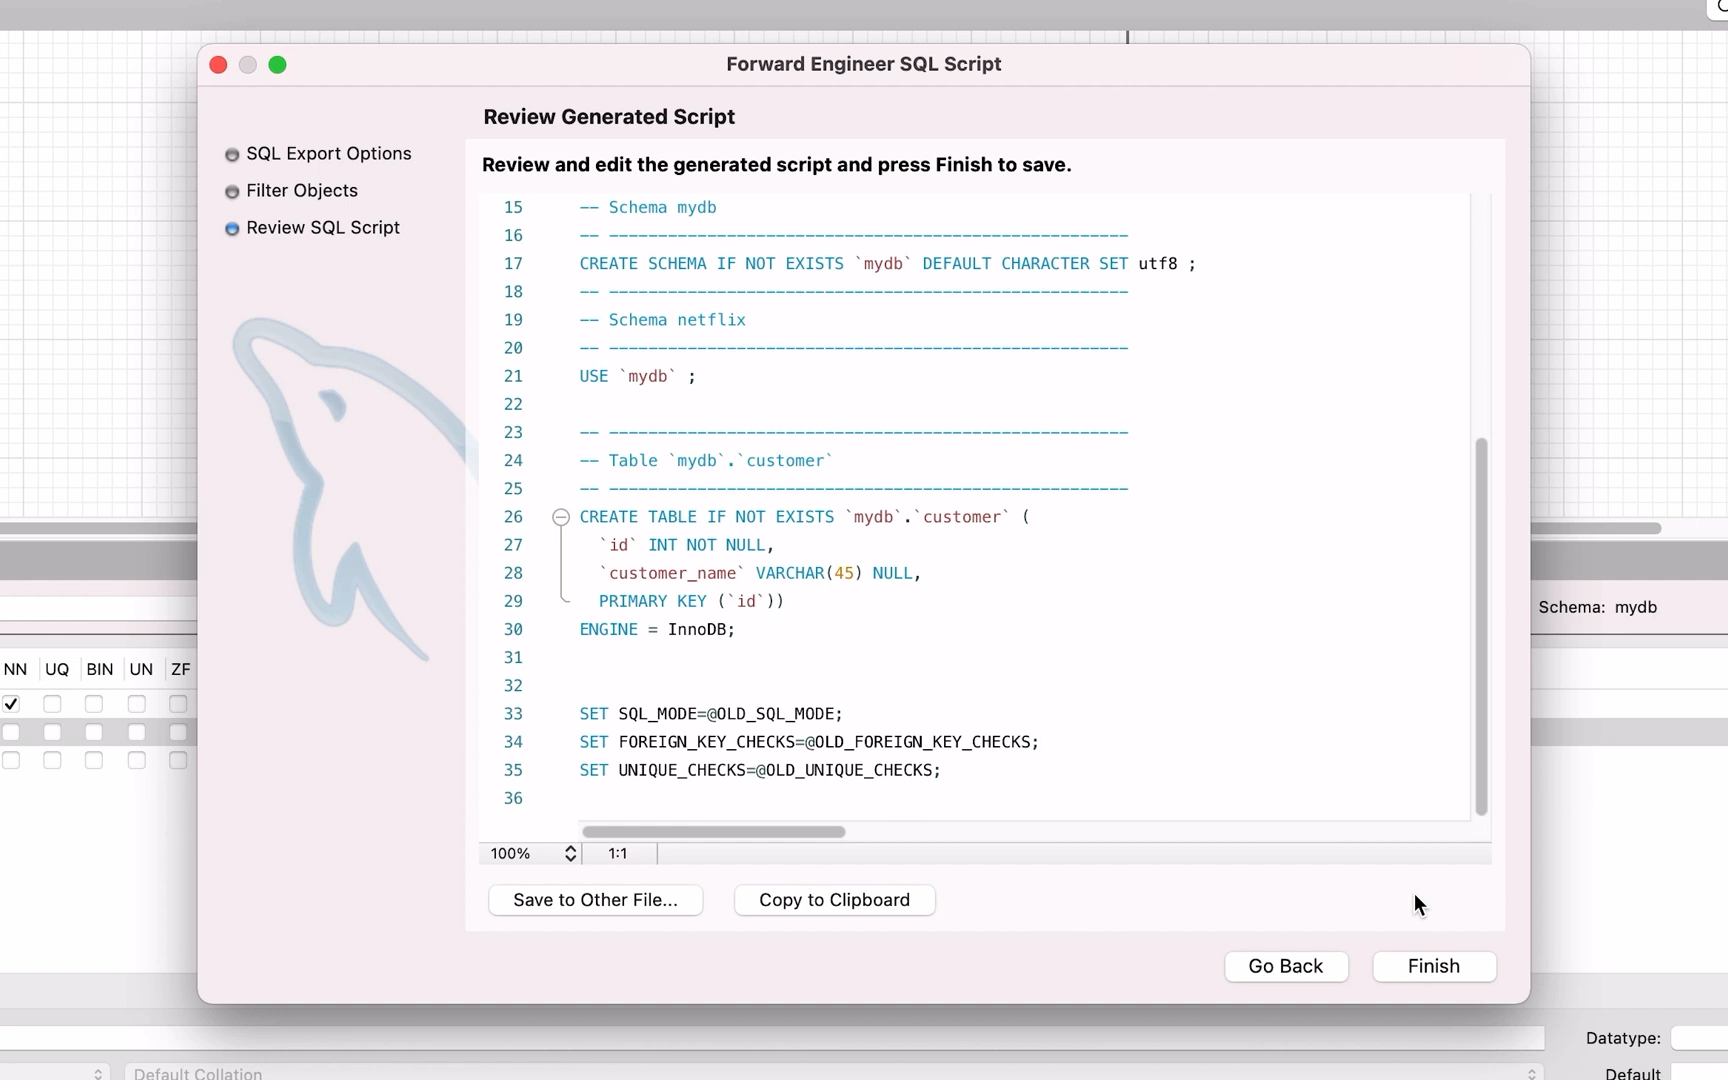 Forward Engineer SQL Script
Review Generated Script
SQL Export Options
Filter Objects
Review SQL Script
Review and edit the generated script and press Finish to save.
15 -- Schema mydb
16 -- -----------------------------------------------------
17 CREATE SCHEMA IF NOT EXISTS `mydb` DEFAULT CHARACTER SET utf8 ;
18 -- -----------------------------------------------------
19 -- Schema netflix
20 -- -----------------------------------------------------
21 USE `mydb` ;
22
23 -- -----------------------------------------------------
24 -- Table `mydb`.`customer`
25 -- -----------------------------------------------------
26 CREATE TABLE IF NOT EXISTS `mydb`.`customer` (
27 `id` INT NOT NULL,
28 `customer_name` VARCHAR(45) NULL,
29 PRIMARY KEY (`id`))
30 ENGINE = InnoDB;
31
32
33 SET SQL_MODE=@OLD_SQL_MODE;
34 SET FOREIGN_KEY_CHECKS=@OLD_FOREIGN_KEY_CHECKS;
35 SET UNIQUE_CHECKS=@OLD_UNIQUE_CHECKS;
36
100% 1:1
Save to Other File... Copy to Clipboard
Go Back Finish
Schema: mydb
NN UQ BIN UN ZF
Datatype:
Default Collation
Default